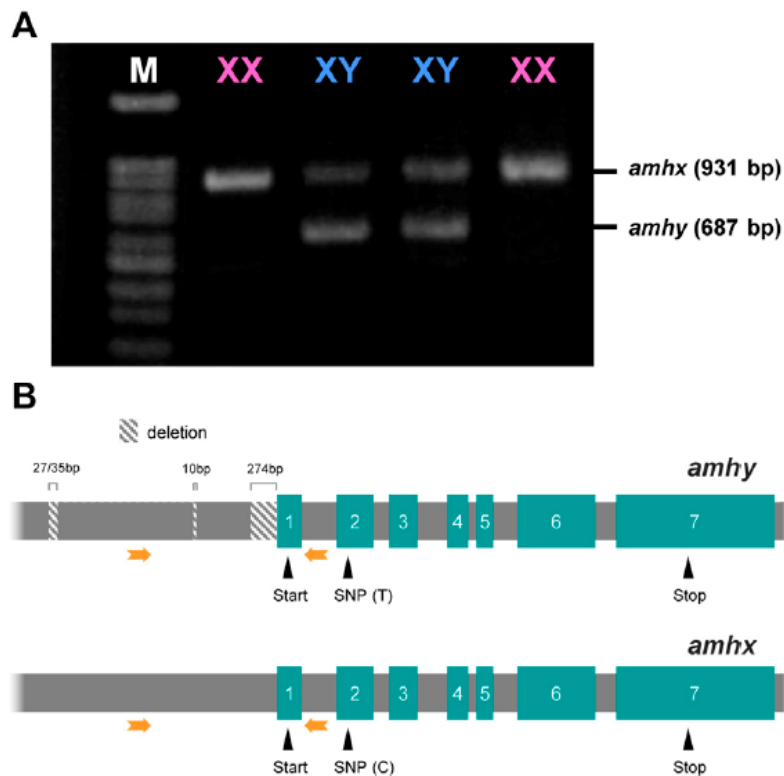 A
M XX XY XY XX
amhx (931 bp)
amhy (687 bp)
B
deletion
27/35bp 10bp 274bp
amhy
1 2 3 4 5 6 7
Start SNP (T) Stop
amhx
1 2 3 4 5 6 7
Start SNP (C) Stop